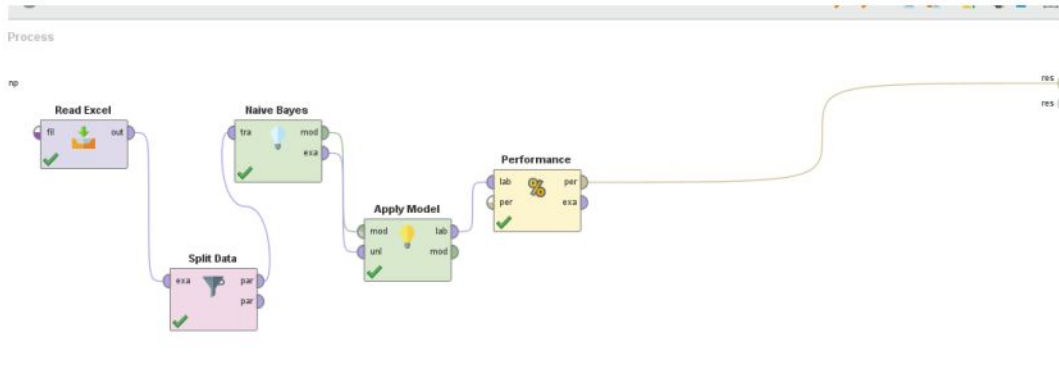 Process
np
res
res
Read Excel
fil out
Naive Bayes
tra mod
exa
Performance
lab per
per exa
Apply Model
mod lab
unl mod
Split Data
exa par
par